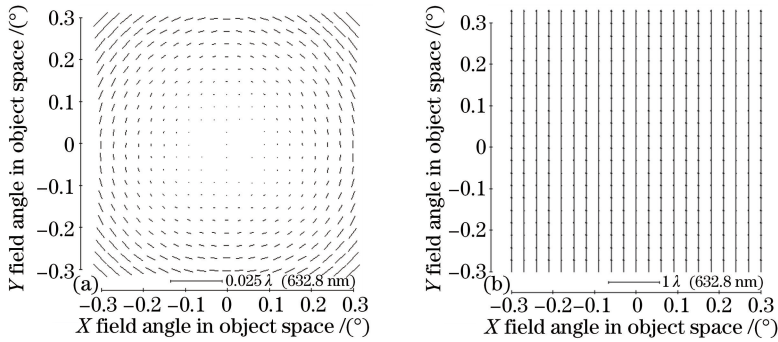 Y field angle in object space /(°)
0.3
0.2
0.1
0
−0.1
−0.2
−0.3
(a)
0.025 λ (632.8 nm)
−0.3 −0.2 −0.1 0 0.1 0.2 0.3
X field angle in object space /(°)
Y field angle in object space /(°)
0.3
0.2
0.1
0
−0.1
−0.2
−0.3
(b)
1 λ (632.8 nm)
−0.3 −0.2 −0.1 0 0.1 0.2 0.3
X field angle in object space /(°)